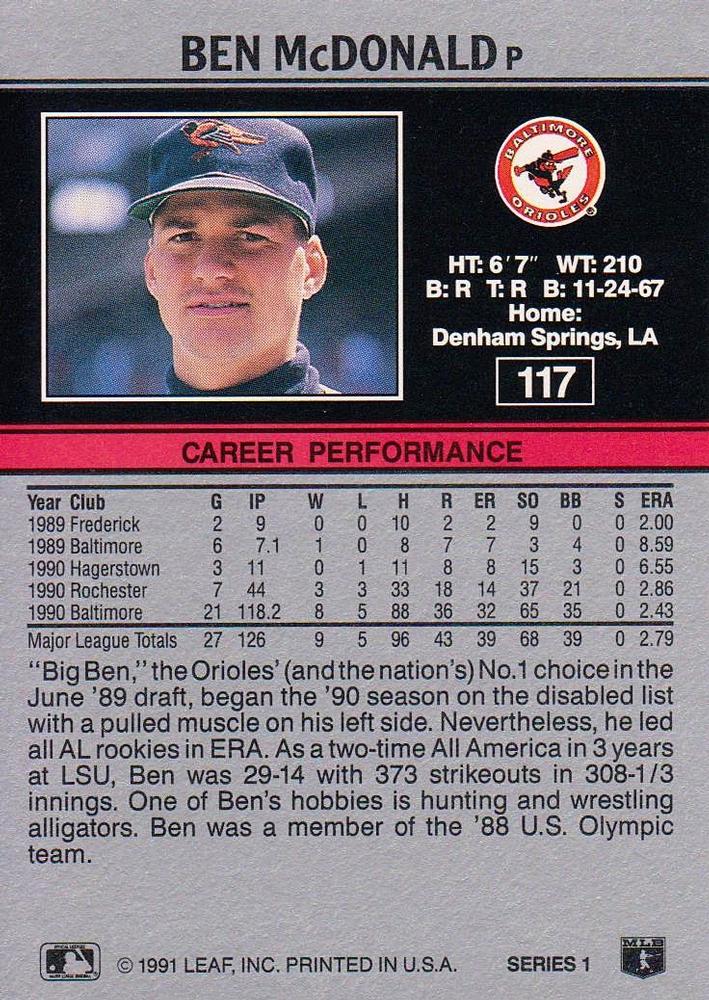 BEN McDONALD P
BALTIMORE
ORIOLES
HT: 6'7" WT: 210
B: R T: R B: 11-24-67
Home:
Denham Springs, LA
117
CAREER PERFORMANCE
Year Club G IP W L H R ER SO BB S ERA
1989 Frederick 2 9 0 0 10 2 2 9 0 0 2.00
1989 Baltimore 6 7.1 1 0 8 7 7 3 4 0 8.59
1990 Hagerstown 3 11 0 1 11 8 8 15 3 0 6.55
1990 Rochester 7 44 3 3 33 18 14 37 21 0 2.86
1990 Baltimore 21 118.2 8 5 88 36 32 65 35 0 2.43
Major League Totals 27 126 9 5 96 43 39 68 39 0 2.79
"Big Ben," the Orioles' (and the nation's) No.1 choice in the
June '89 draft, began the '90 season on the disabled list
with a pulled muscle on his left side. Nevertheless, he led
all AL rookies in ERA. As a two-time All America in 3 years
at LSU, Ben was 29-14 with 373 strikeouts in 308-1/3
innings. One of Ben's hobbies is hunting and wrestling
alligators. Ben was a member of the '88 U.S. Olympic
team.
© 1991 LEAF, INC. PRINTED IN U.S.A. SERIES 1
MLB